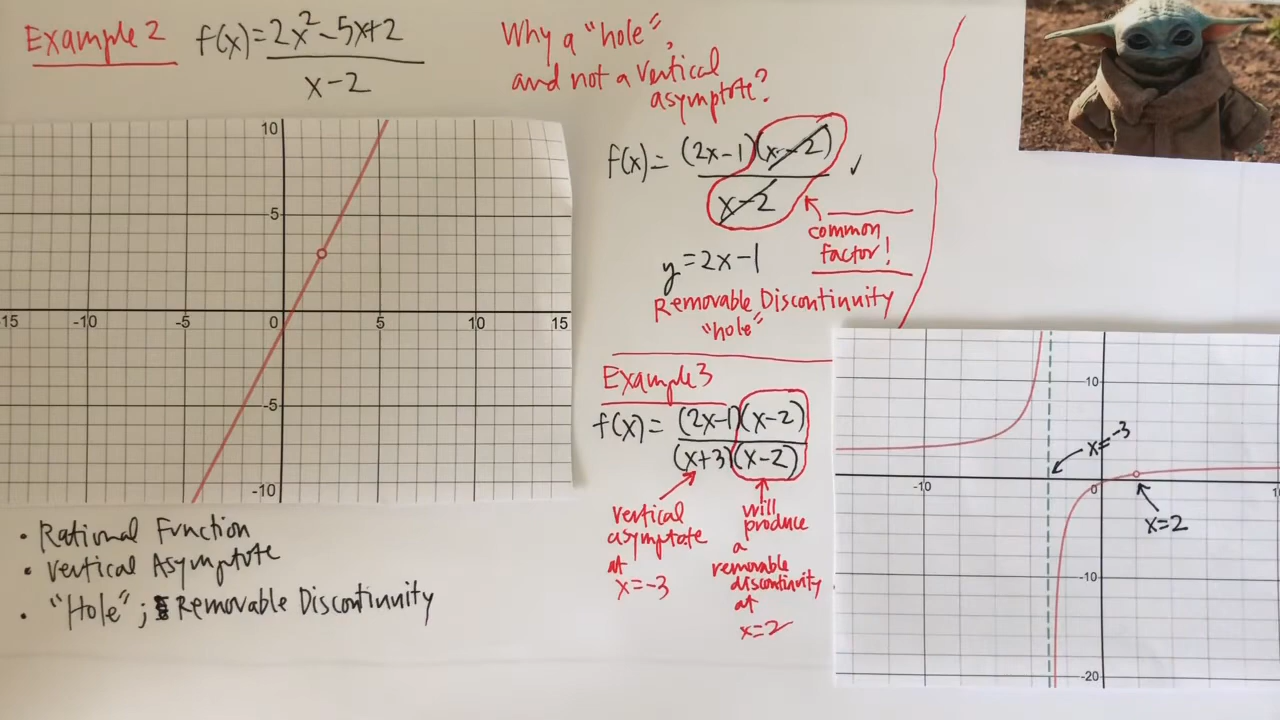 Example 2
f(x)=2x²-5x+2
x-2
Why a "hole",
and not a vertical
asymptote?
f(x)= (2x-1)(x-2) ✓
x-2
common
factor!
y=2x-1
Removable Discontinuity
"hole"
10
5
-15 -10 -5 0 5 10 15
-5
-10
• Rational Function
• Vertical Asymptote
• "Hole"; Removable Discontinuity
Example 3
f(x)= (2x-1)(x-2)
(x+3)(x-2)
vertical
asymptote
at
x=-3
will
produce
a
removable
discontinuity
at
x=2
10
x=-3
-10 0 10
x=2
-10
-20